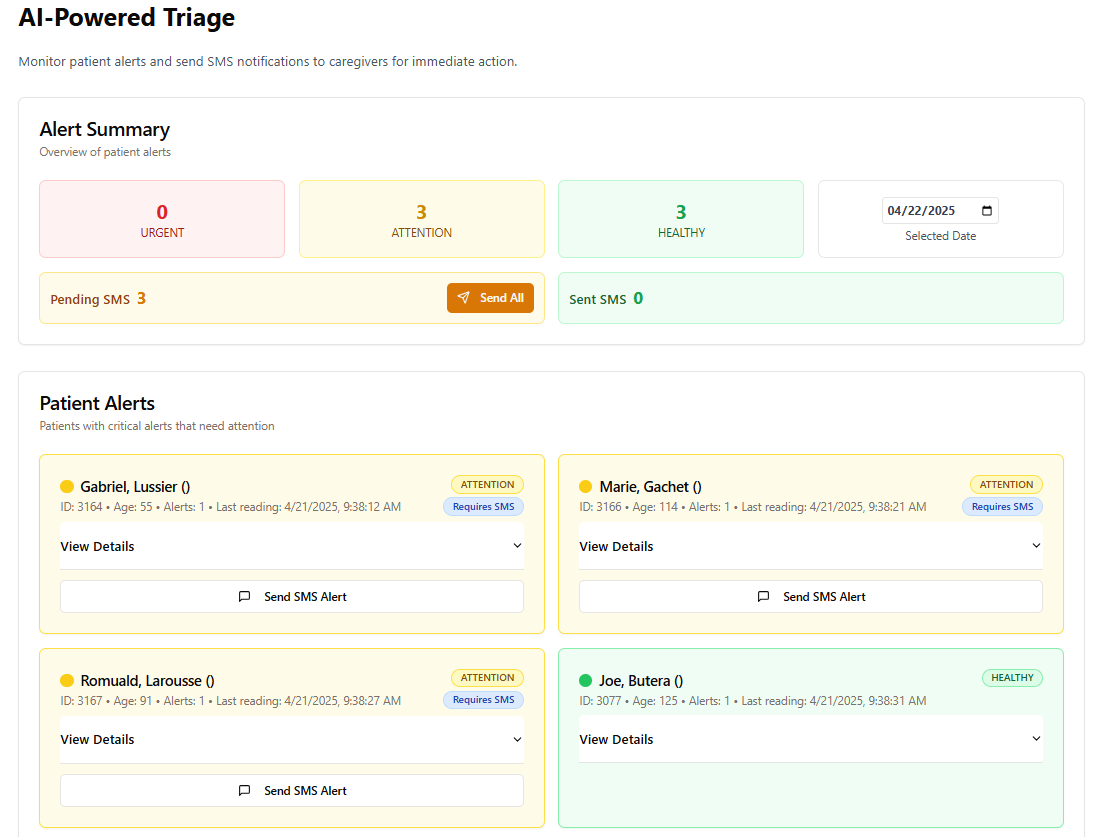 AI-Powered Triage
Monitor patient alerts and send SMS notifications to caregivers for immediate action.
Alert Summary
Overview of patient alerts
0
URGENT
3
ATTENTION
3
HEALTHY
04/22/2025
Selected Date
Pending SMS 3
Send All
Sent SMS 0
Patient Alerts
Patients with critical alerts that need attention
Gabriel, Lussier ()
ATTENTION
ID: 3164 • Age: 55 • Alerts: 1 • Last reading: 4/21/2025, 9:38:12 AM
Requires SMS
View Details
Send SMS Alert
Marie, Gachet ()
ATTENTION
ID: 3166 • Age: 114 • Alerts: 1 • Last reading: 4/21/2025, 9:38:21 AM
Requires SMS
View Details
Send SMS Alert
Romuald, Larousse ()
ATTENTION
ID: 3167 • Age: 91 • Alerts: 1 • Last reading: 4/21/2025, 9:38:27 AM
Requires SMS
View Details
Send SMS Alert
Joe, Butera ()
HEALTHY
ID: 3077 • Age: 125 • Alerts: 1 • Last reading: 4/21/2025, 9:38:31 AM
View Details